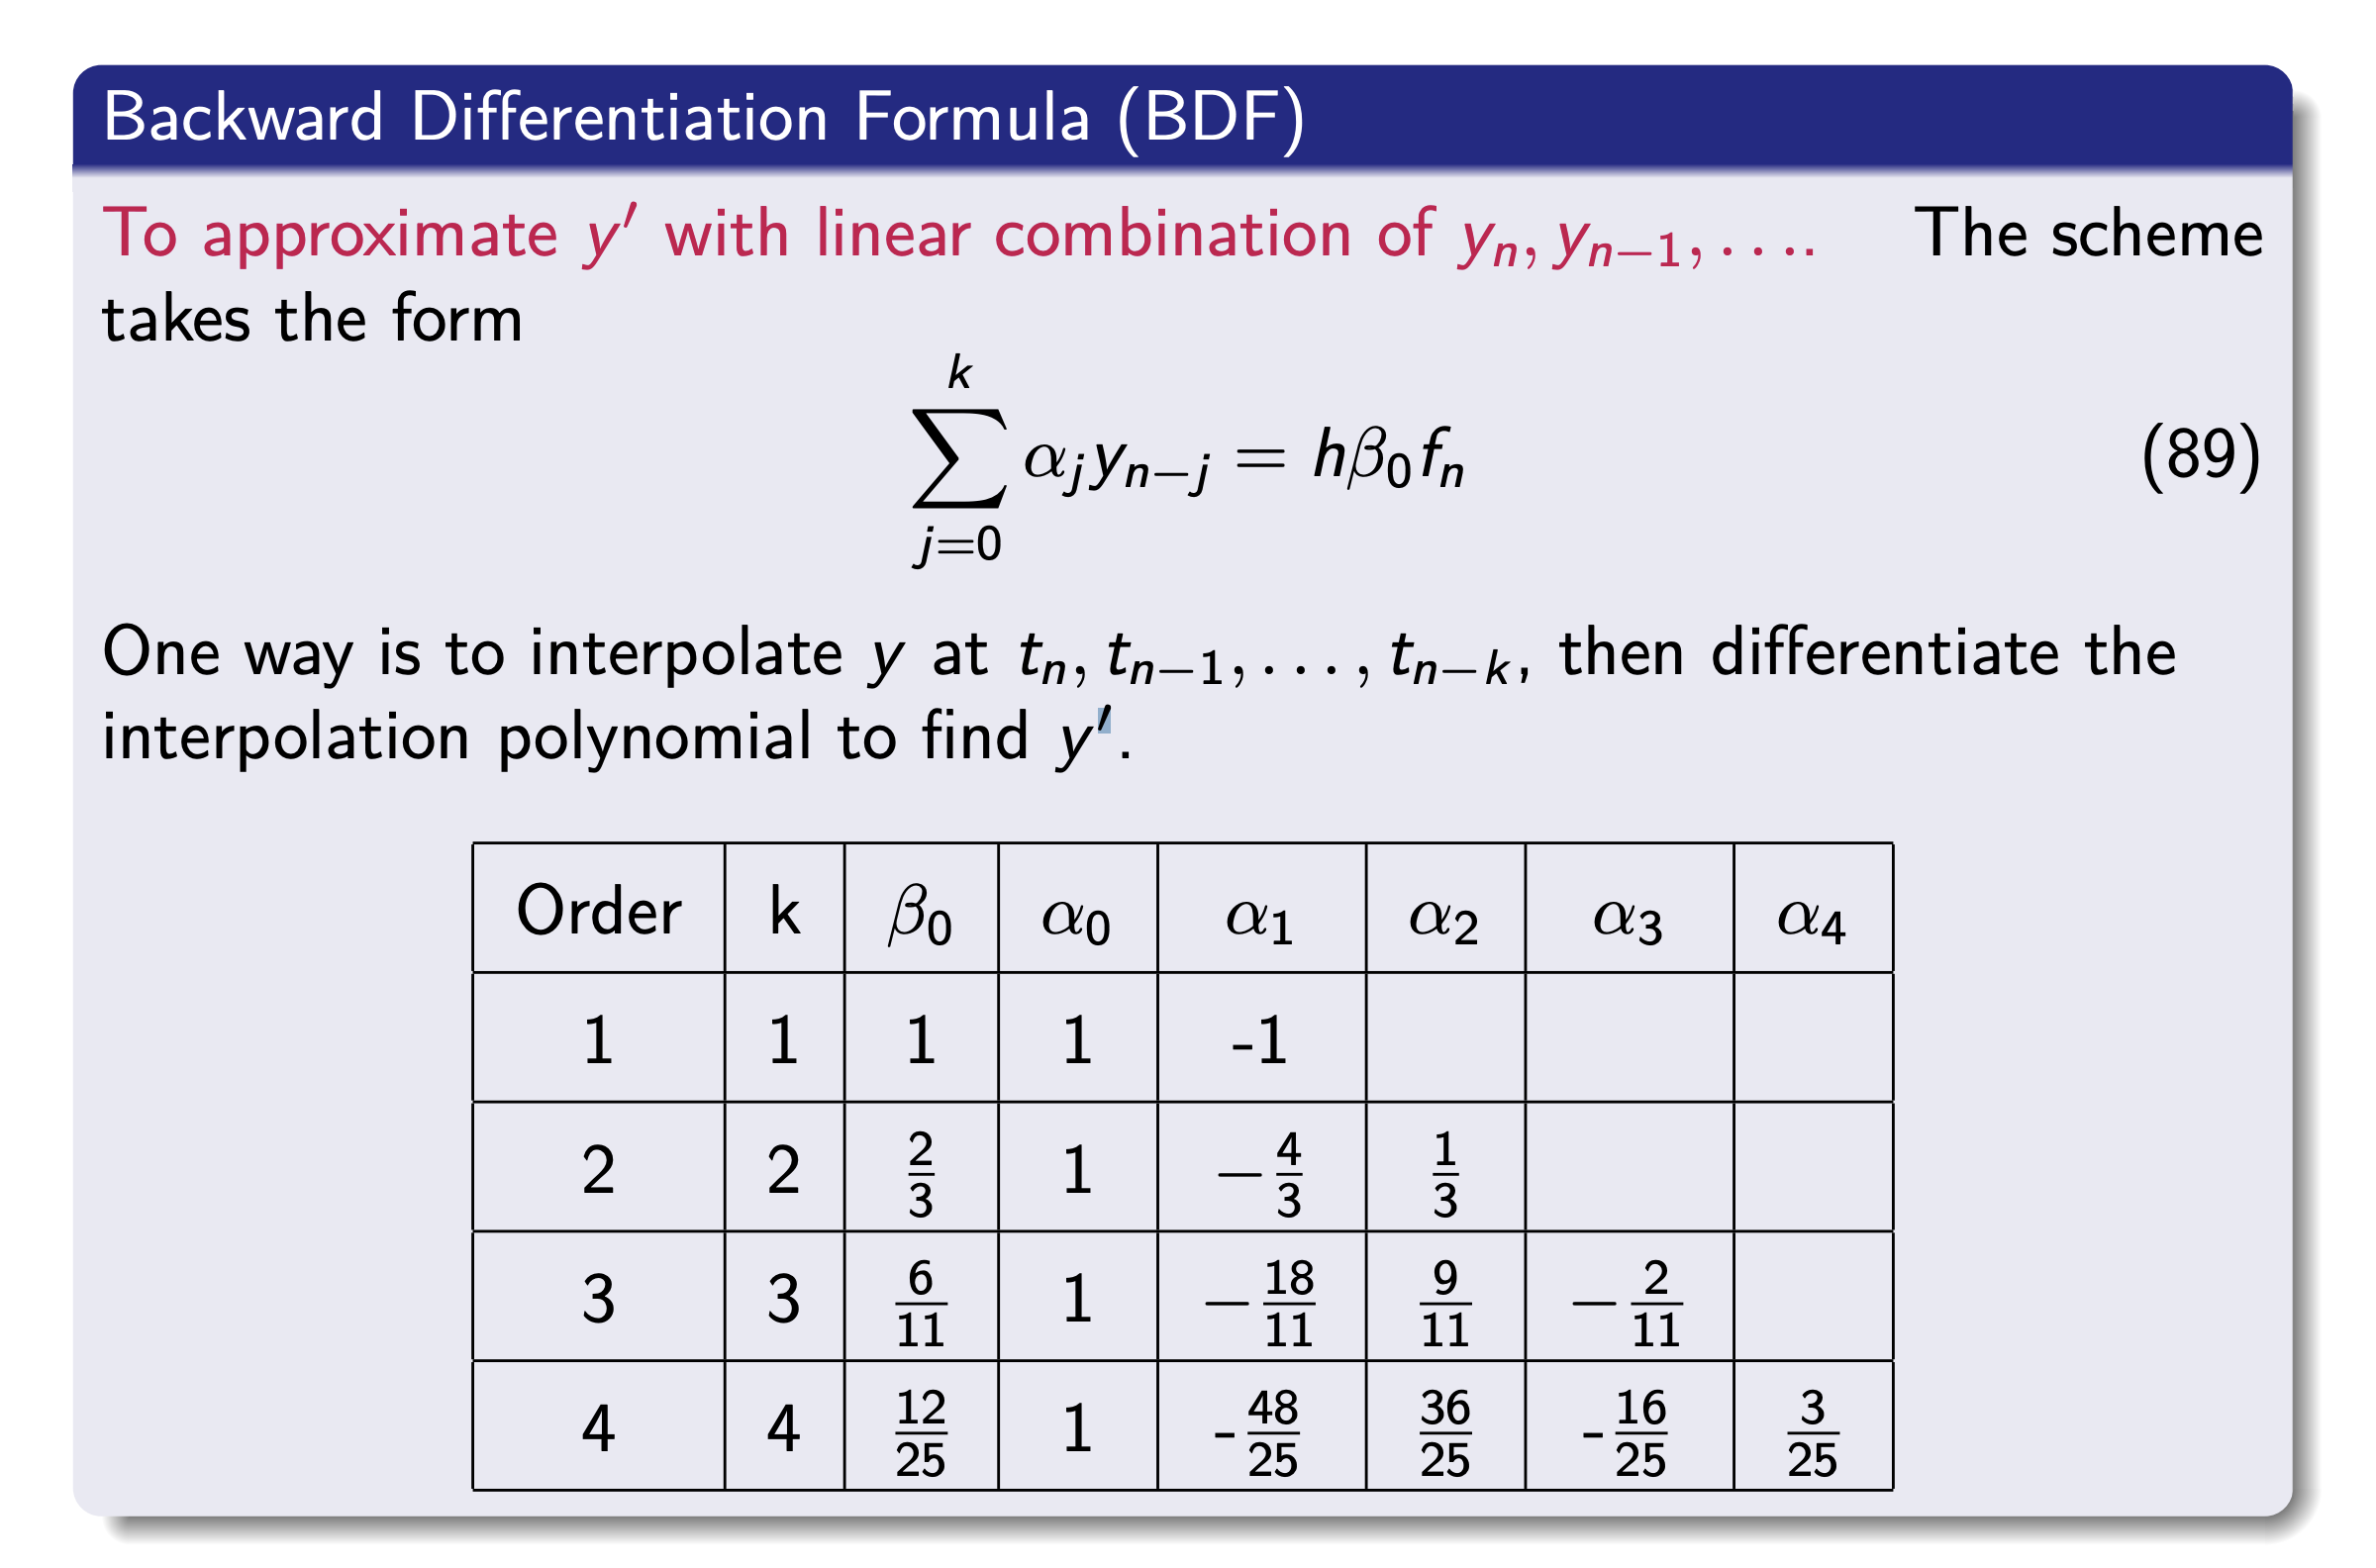 Backward Differentiation Formula (BDF)
To approximate y′ with linear combination of yₙ, yₙ₋₁, . . .. The scheme
takes the form
$\sum_{j=0}^{k} \alpha_j y_{n-j} = h\beta_0 f_n$ (89)
One way is to interpolate y at $t_n, t_{n-1}, \ldots, t_{n-k}$, then differentiate the
interpolation polynomial to find y′.
Order k $\beta_0$ $\alpha_0$ $\alpha_1$ $\alpha_2$ $\alpha_3$ $\alpha_4$
1 1 1 1 -1
2 2 $\frac{2}{3}$ 1 $-\frac{4}{3}$ $\frac{1}{3}$
3 3 $\frac{6}{11}$ 1 $-\frac{18}{11}$ $\frac{9}{11}$ $-\frac{2}{11}$
4 4 $\frac{12}{25}$ 1 -$\frac{48}{25}$ $\frac{36}{25}$ -$\frac{16}{25}$ $\frac{3}{25}$